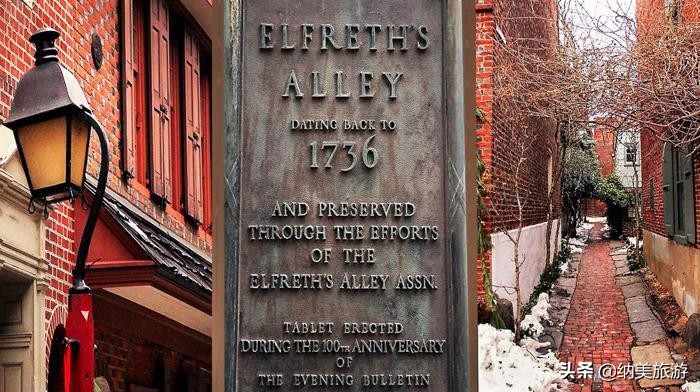 ELFRETH'S
ALLEY
DATING BACK TO
1736
AND PRESERVED
THROUGH THE EFFORTS
OF THE
ELFRETH'S ALLEY ASSN.
TABLET ERECTED
DURING THE 100TH ANNIVERSARY
OF
THE EVENING BULLETIN
头条 @纳美旅游